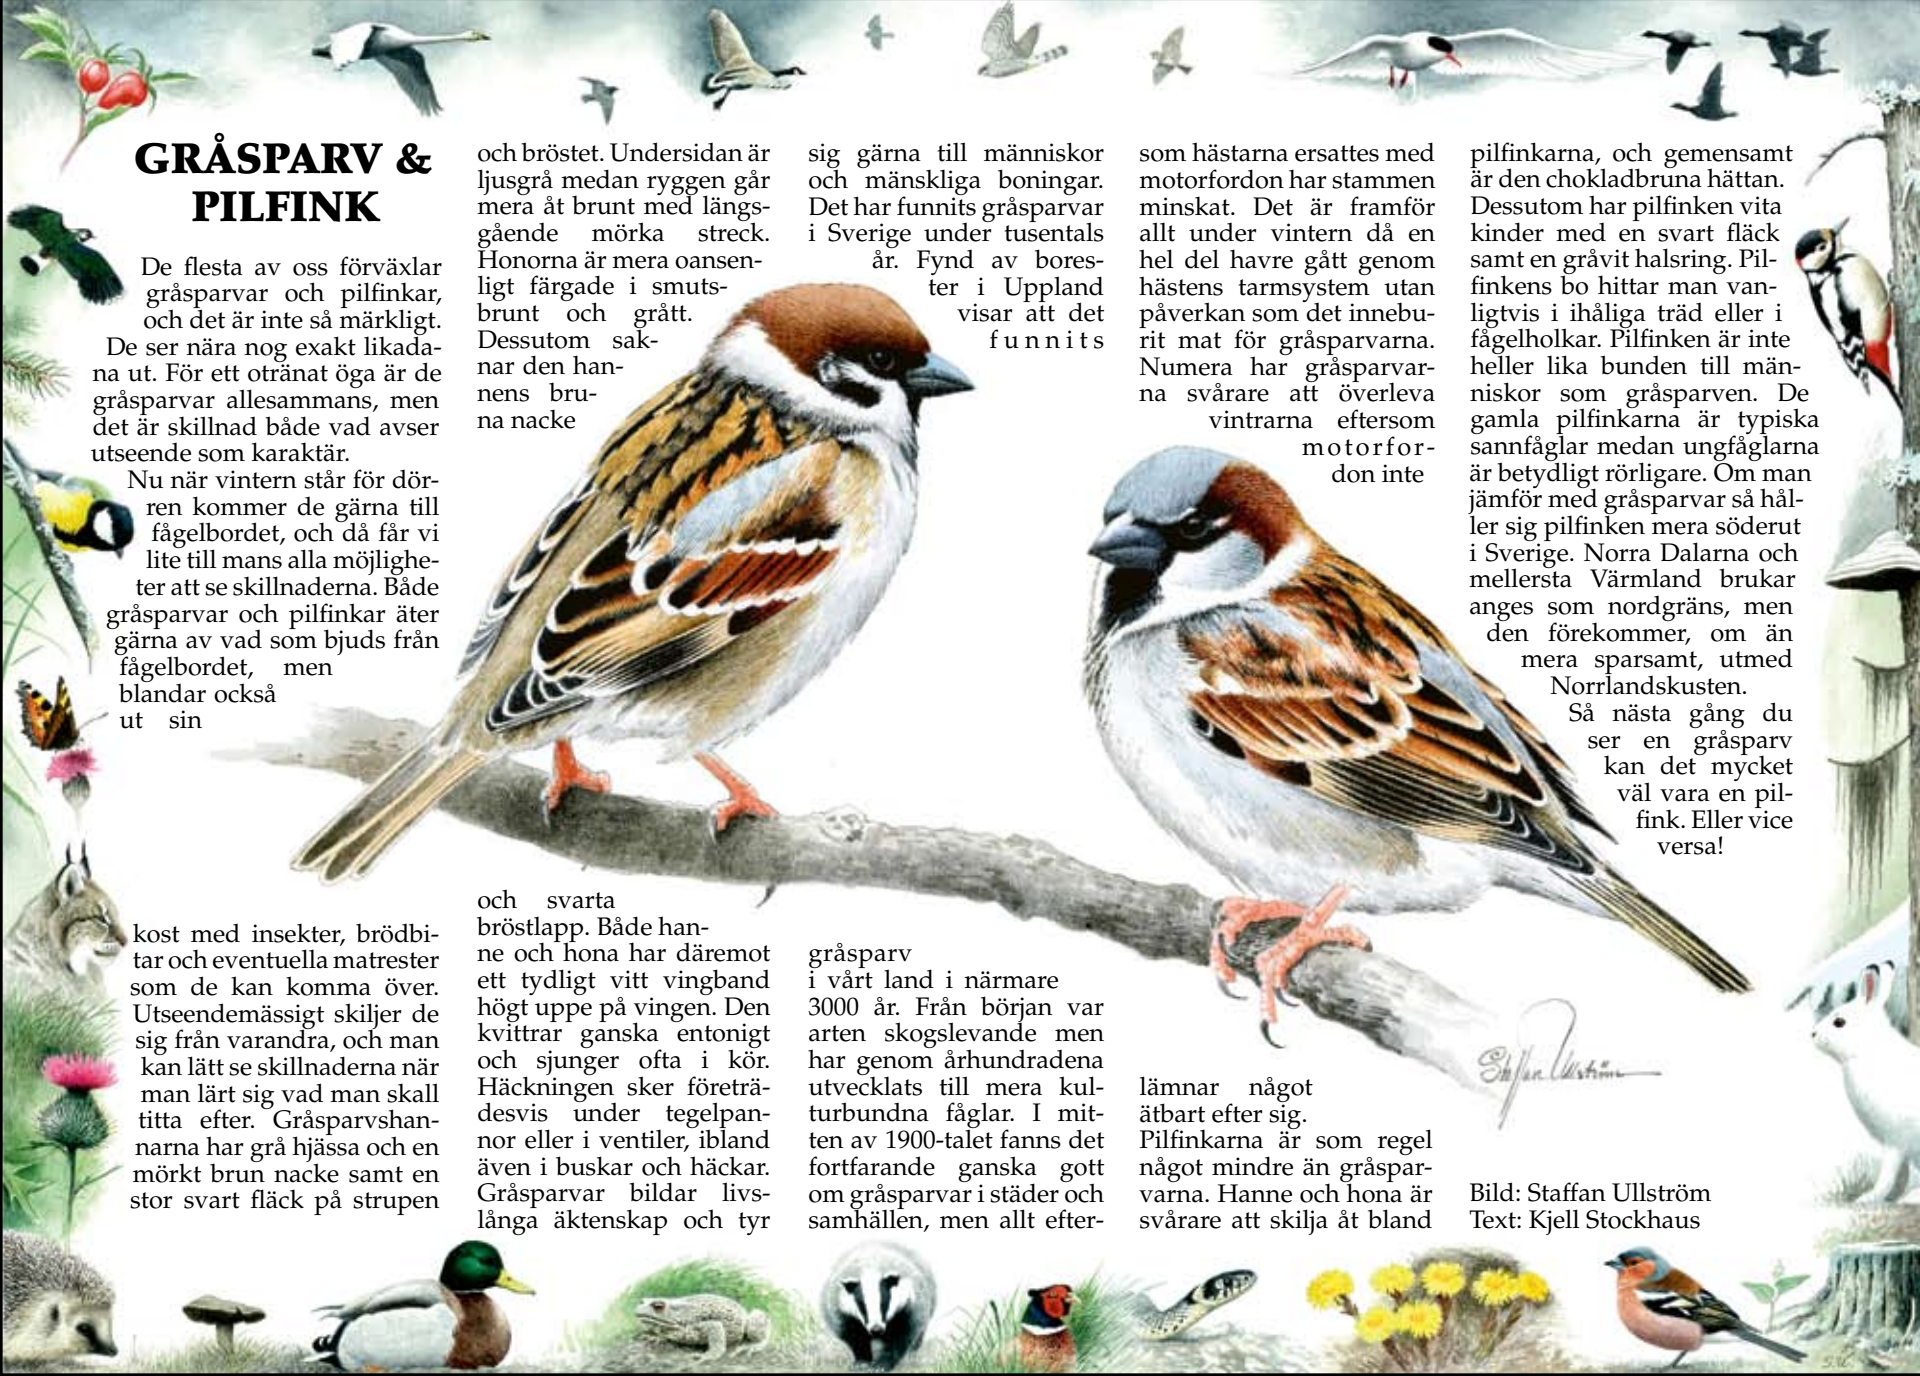 GRÅSPARV &
PILFINK
De flesta av oss förväxlar
gråsparvar och pilfinkar,
och det är inte så märkligt.
De ser nära nog exakt likada-
na ut. För ett otränat öga är de
gråsparvar allesammans, men
det är skillnad både vad avser
utseende som karaktär.
Nu när vintern står för dör-
ren kommer de gärna till
fågelbordet, och då får vi
lite till mans alla möjlighe-
ter att se skillnaderna. Både
gråsparvar och pilfinkar äter
gärna av vad som bjuds från
fågelbordet, men
blandar också
ut sin
kost med insekter, brödbi-
tar och eventuella matrester
som de kan komma över.
Utseendemässigt skiljer de
sig från varandra, och man
kan lätt se skillnaderna när
man lärt sig vad man skall
titta efter. Gråsparvshan-
narna har grå hjässa och en
mörkt brun nacke samt en
stor svart fläck på strupen
och bröstet. Undersidan är
ljusgrå medan ryggen går
mera åt brunt med längs-
gående mörka streck.
Honorna är mera oansen-
ligt färgade i smuts-
brunt och grått.
Dessutom sak-
nar den han-
nens bru-
na nacke
och svarta
bröstlapp. Både han-
ne och hona har däremot
ett tydligt vitt vingband
högt uppe på vingen. Den
kvittrar ganska entonigt
och sjunger ofta i kör.
Häckningen sker företrä-
desvis under tegelpan-
nor eller i ventiler, ibland
även i buskar och häckar.
Gråsparvar bildar livs-
långa äktenskap och tyr
sig gärna till människor
och mänskliga boningar.
Det har funnits gråsparvar
i Sverige under tusentals
år. Fynd av bores-
ter i Uppland
visar att det
funnits
gråsparv
i vårt land i närmare
3000 år. Från början var
arten skogslevande men
har genom århundradena
utvecklats till mera kul-
turbundna fåglar. I mit-
ten av 1900-talet fanns det
fortfarande ganska gott
om gråsparvar i städer och
samhällen, men allt efter-
som hästarna ersattes med
motorfordon har stammen
minskat. Det är framför
allt under vintern då en
hel del havre gått genom
hästens tarmsystem utan
påverkan som det innebu-
rit mat för gråsparvarna.
Numera har gråsparvar-
na svårare att överleva
vintrarna eftersom
motorfor-
don inte
lämnar något
ätbart efter sig.
Pilfinkarna är som regel
något mindre än gråspar-
varna. Hanne och hona är
svårare att skilja åt bland
pilfinkarna, och gemensamt
är den chokladbruna hättan.
Dessutom har pilfinken vita
kinder med en svart fläck
samt en gråvit halsring. Pil-
finkens bo hittar man van-
ligtvis i ihåliga träd eller i
fågelholkar. Pilfinken är inte
heller lika bunden till män-
niskor som gråsparven. De
gamla pilfinkarna är typiska
sannfåglar medan ungfåglarna
är betydligt rörligare. Om man
jämför med gråsparvar så hål-
ler sig pilfinken mera söderut
i Sverige. Norra Dalarna och
mellersta Värmland brukar
anges som nordgräns, men
den förekommer, om än
mera sparsamt, utmed
Norrlandskusten.
Så nästa gång du
ser en gråsparv
kan det mycket
väl vara en pil-
fink. Eller vice
versa!
Staffan Ullström
Bild: Staffan Ullström
Text: Kjell Stockhaus